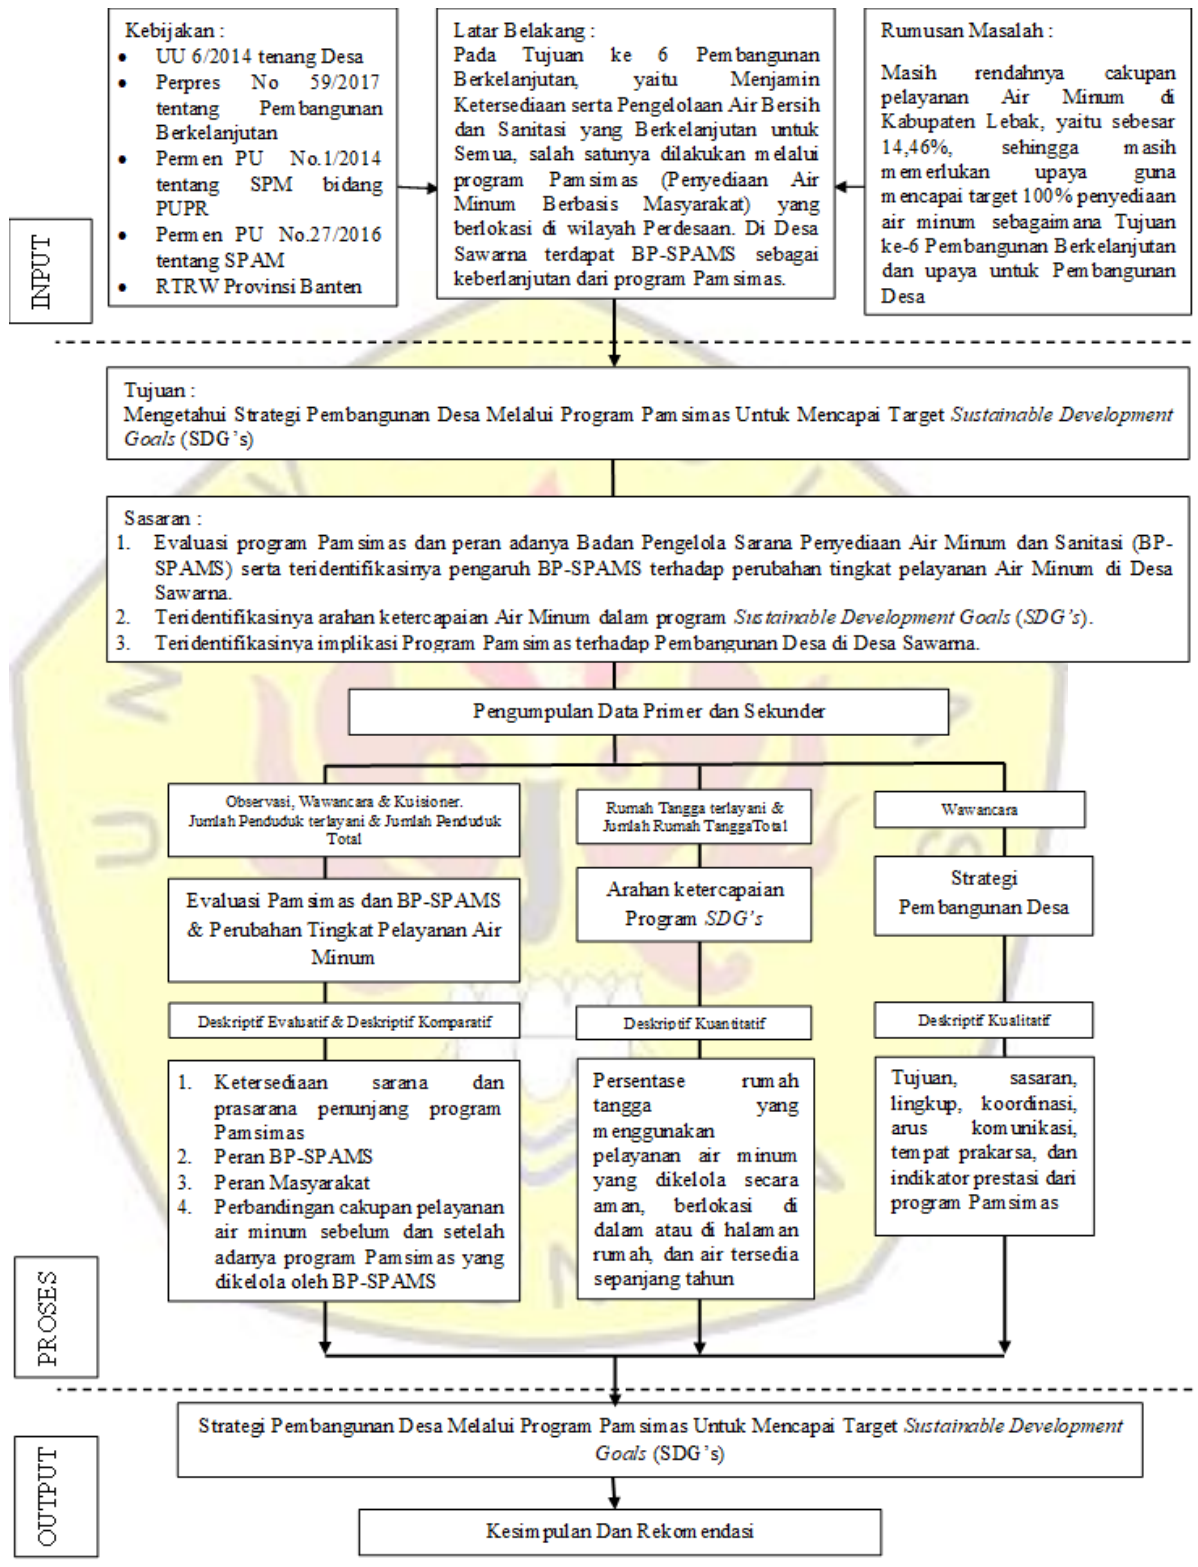 Kebijakan :
• UU 6/2014 tenang Desa
• Perpres No 59/2017
tentang Pembangunan
Berkelanjutan
• Permen PU No.1/2014
tentang SPM bidang
PUPR
• Permen PU No.27/2016
tentang SPAM
• RTRW Provinsi Banten
Latar Belakang :
Pada Tujuan ke 6 Pembangunan
Berkelanjutan, yaitu Menjamin
Ketersediaan serta Pengelolaan Air Bersih
dan Sanitasi yang Berkelanjutan untuk
Semua, salah satunya dilakukan melalui
program Pamsimas (Penyediaan Air
Minum Berbasis Masyarakat) yang
berlokasi di wilayah Perdesaan. Di Desa
Sawarna terdapat BP-SPAMS sebagai
keberlanjutan dari program Pamsimas.
Rumusan Masalah :
Masih rendahnya cakupan
pelayanan Air Minum di
Kabupaten Lebak, yaitu sebesar
14,46%, sehingga masih
memerlukan upaya guna
mencapai target 100% penyediaan
air minum sebagaimana Tujuan
ke-6 Pembangunan Berkelanjutan
dan upaya untuk Pembangunan
Desa
INPUT
Tujuan :
Mengetahui Strategi Pembangunan Desa Melalui Program Pamsimas Untuk Mencapai Target Sustainable Development
Goals (SDG’s)
Sasaran :
1. Evaluasi program Pamsimas dan peran adanya Badan Pengelola Sarana Penyediaan Air Minum dan Sanitasi (BP-
SPAMS) serta teridentifikasinya pengaruh BP-SPAMS terhadap perubahan tingkat pelayanan Air Minum di Desa
Sawarna.
2. Teridentifikasinya arahan ketercapaian Air Minum dalam program Sustainable Development Goals (SDG’s).
3. Teridentifikasinya implikasi Program Pamsimas terhadap Pembangunan Desa di Desa Sawarna.
Pengumpulan Data Primer dan Sekunder
Observasi, Wawancara & Kuisioner.
Jumlah Penduduk terlayani & Jumlah Penduduk
Total
Rumah Tangga terlayani &
Jumlah Rumah TanggaTotal
Wawancara
Evaluasi Pamsimas dan BP-SPAMS
& Perubahan Tingkat Pelayanan Air
Minum
Arahan ketercapaian
Program SDG’s
Strategi
Pembangunan Desa
Deskriptif Evaluatif & Deskriptif Komparatif
Deskriptif Kuantitatif
Deskriptif Kualitatif
1. Ketersediaan sarana dan
prasarana penunjang program
Pamsimas
2. Peran BP-SPAMS
3. Peran Masyarakat
4. Perbandingan cakupan pelayanan
air minum sebelum dan setelah
adanya program Pamsimas yang
dikelola oleh BP-SPAMS
Persentase rumah
tangga yang
menggunakan
pelayanan air minum
yang dikelola secara
aman, berlokasi di
dalam atau di halaman
rumah, dan air tersedia
sepanjang tahun
Tujuan, sasaran,
lingkup, koordinasi,
arus komunikasi,
tempat prakarsa, dan
indikator prestasi dari
program Pamsimas
PROSES
Strategi Pembangunan Desa Melalui Program Pamsimas Untuk Mencapai Target Sustainable Development
Goals (SDG’s)
OUTPUT
Kesimpulan Dan Rekomendasi